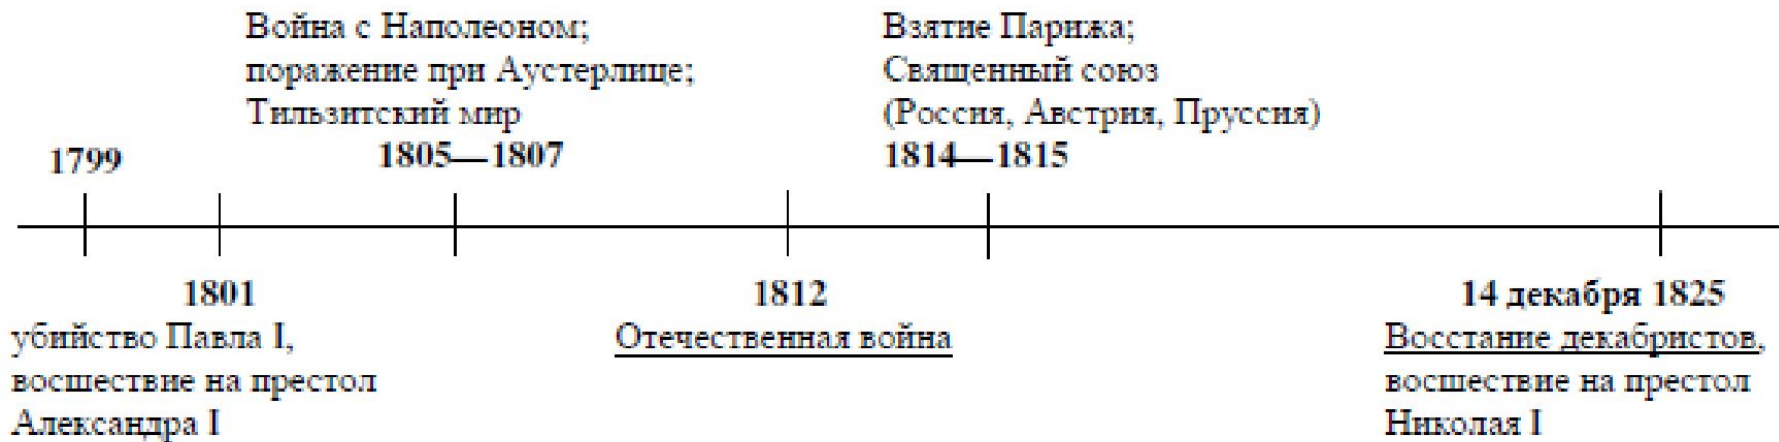 Война с Наполеоном;
поражение при Аустерлице;
Тильзитский мир
1805—1807
Взятие Парижа;
Священный союз
(Россия, Австрия, Пруссия)
1814—1815
1799
1801
убийство Павла I,
восшествие на престол
Александра I
1812
Отечественная война
14 декабря 1825
Восстание декабристов,
восшествие на престол
Николая I